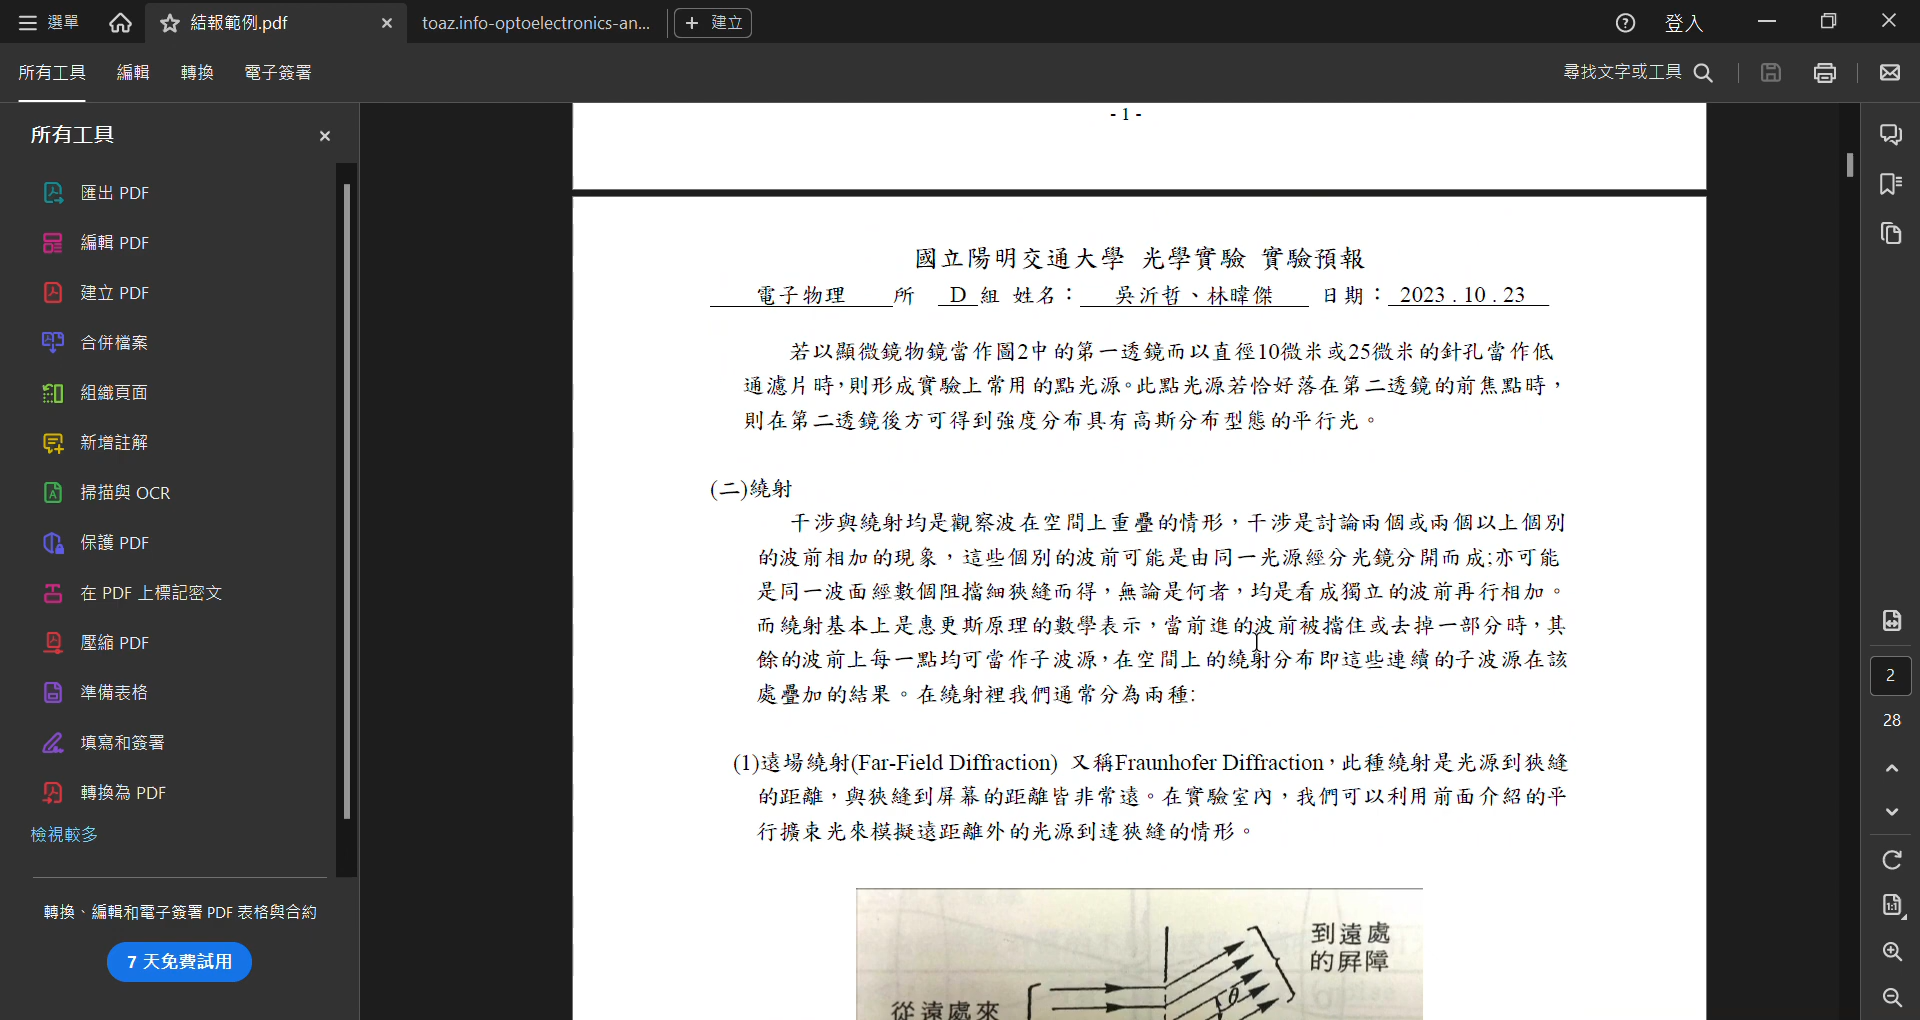 選單
結報範例.pdf
toaz.info-optoelectronics-an...
建立
登入
所有工具
編輯
轉換
電子簽署
尋找文字或工具
所有工具
匯出 PDF
編輯 PDF
建立 PDF
合併檔案
組織頁面
新增註解
掃描與 OCR
保護 PDF
在 PDF 上標記密文
壓縮 PDF
準備表格
填寫和簽署
轉換為 PDF
檢視較多
轉換、編輯和電子簽署 PDF 表格與合約
7 天免費試用
- 1 -
國立陽明交通大學 光學實驗 實驗預報
電子物理 所 D 組 姓名：吳沂哲、林暐傑 日期：2023 . 10 . 23
若以顯微鏡物鏡當作圖2中的第一透鏡而以直徑10微米或25微米的針孔當作低
通濾片時，則形成實驗上常用的點光源。此點光源若恰好落在第二透鏡的前焦點時，
則在第二透鏡後方可得到強度分布具有高斯分布型態的平行光。
(二)繞射
干涉與繞射均是觀察波在空間上重疊的情形，干涉是討論兩個或兩個以上個別
的波前相加的現象，這些個別的波前可能是由同一光源經分光鏡分開而成;亦可能
是同一波面經數個阻擋細狹縫而得，無論是何者，均是看成獨立的波前再行相加。
而繞射基本上是惠更斯原理的數學表示，當前進的波前被擋住或去掉一部分時，其
餘的波前上每一點均可當作子波源，在空間上的繞射分布即這些連續的子波源在該
處疊加的結果。在繞射裡我們通常分為兩種:
(1)遠場繞射(Far-Field Diffraction) 又稱Fraunhofer Diffraction，此種繞射是光源到狹縫
的距離，與狹縫到屏幕的距離皆非常遠。在實驗室內，我們可以利用前面介紹的平
行擴束光來模擬遠距離外的光源到達狹縫的情形。
到遠處
的屏障
θ
從遠處來
2
28